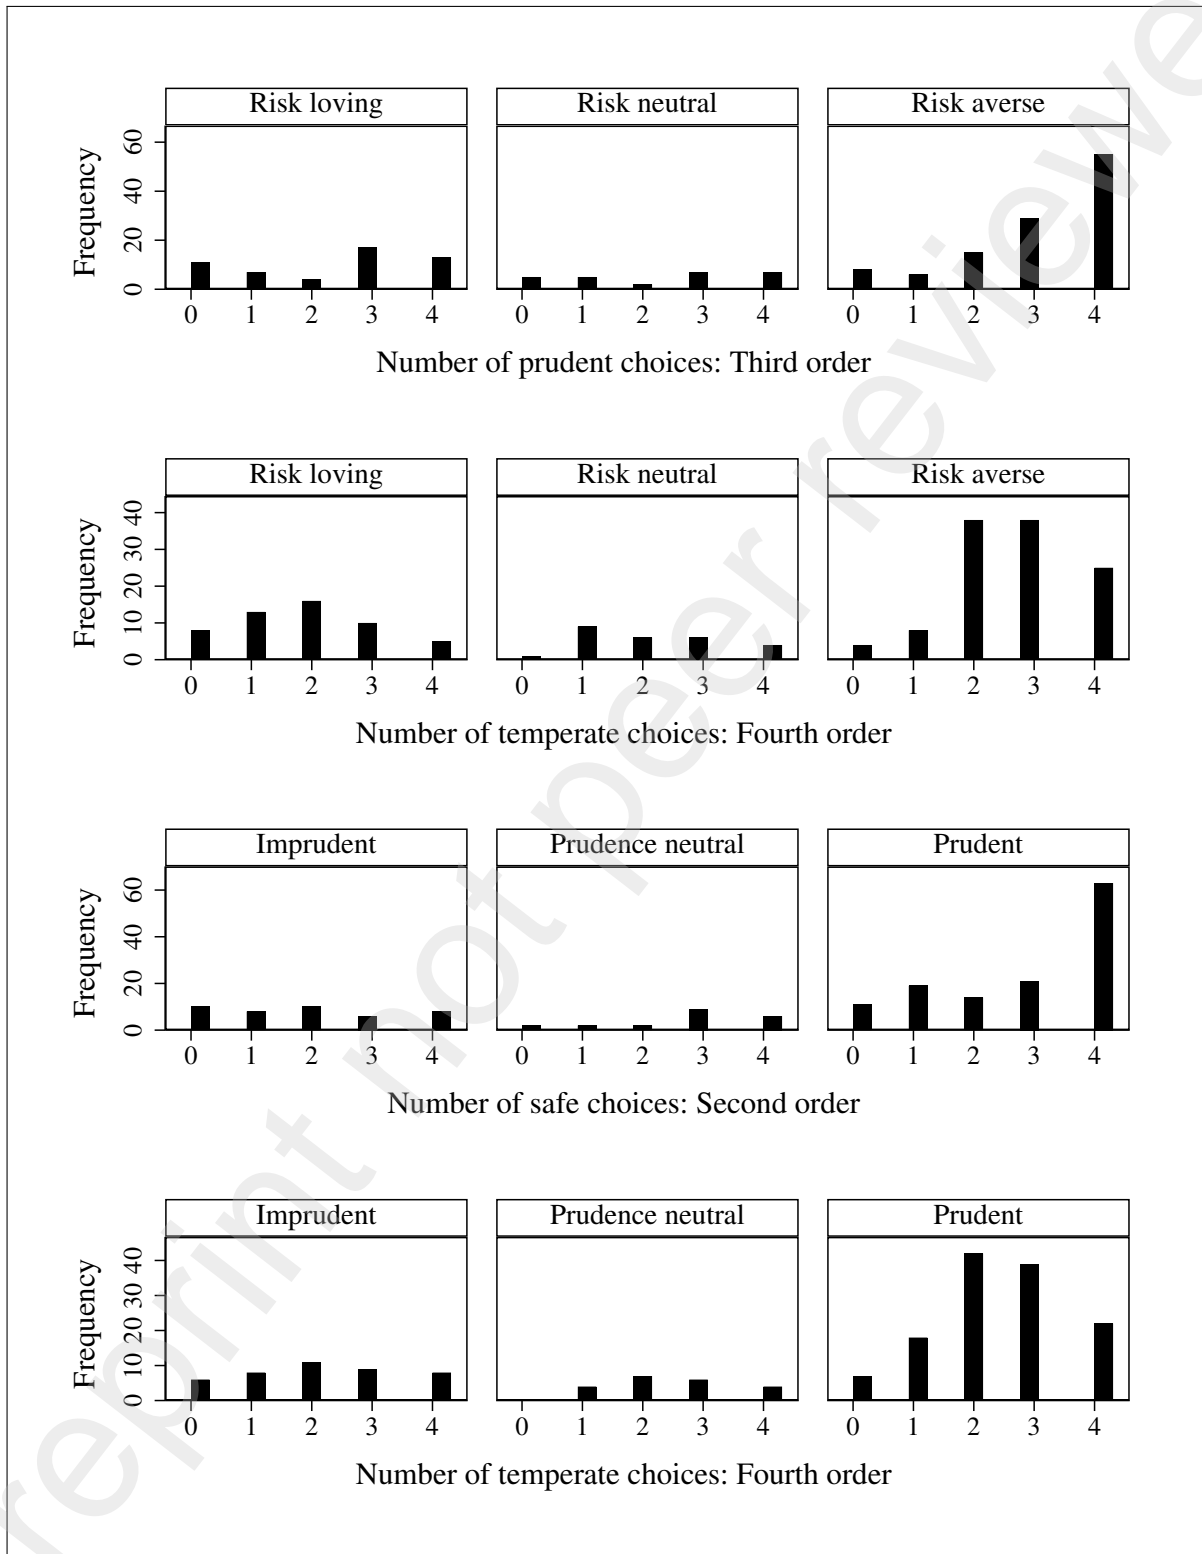 Risk loving Risk neutral Risk averse
Frequency
0 20 40 60
0 1 2 3 4 0 1 2 3 4 0 1 2 3 4
Number of prudent choices: Third order
Risk loving Risk neutral Risk averse
Frequency
0 10 20 30 40
0 1 2 3 4 0 1 2 3 4 0 1 2 3 4
Number of temperate choices: Fourth order
Imprudent Prudence neutral Prudent
Frequency
0 20 40 60
0 1 2 3 4 0 1 2 3 4 0 1 2 3 4
Number of safe choices: Second order
Imprudent Prudence neutral Prudent
Frequency
0 10 20 30 40
0 1 2 3 4 0 1 2 3 4 0 1 2 3 4
Number of temperate choices: Fourth order
reprint not peer reviewe